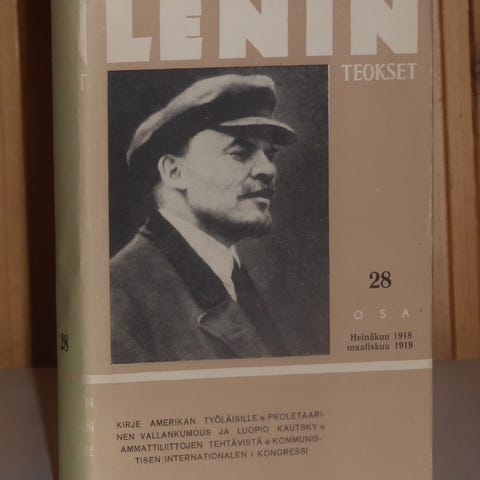 LENIN
TEOKSET
28
OSA
Heinäkuu 1918
maaliskuu 1919
28
KIRJE AMERIKAN TYÖLÄISILLE ● PROLETAARI-
NEN VALLANKUMOUS JA LUOPIO KAUTSKY ●
AMMATTILIITTOJEN TEHTÄVISTÄ ● KOMMUNIS-
TISEN INTERNATIONALEN I KONGRESSI